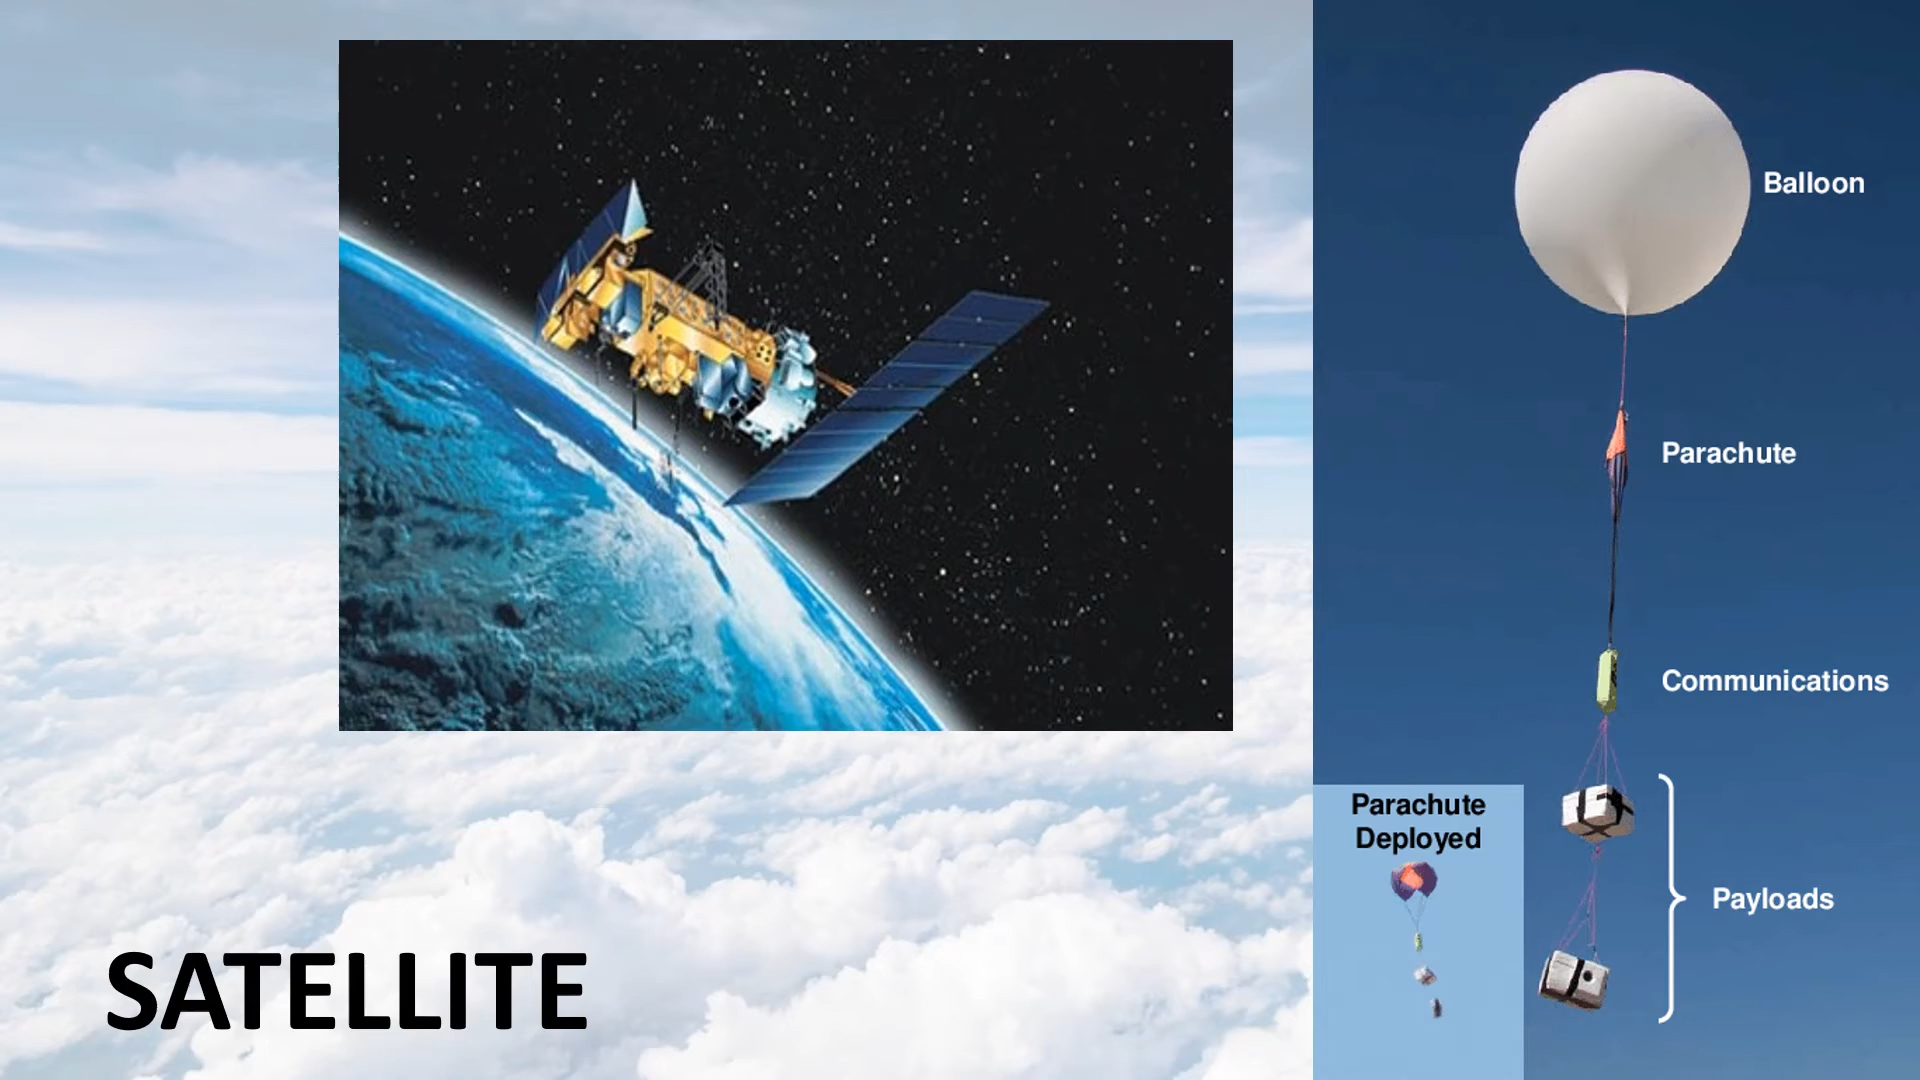 SATELLITE
Balloon
Parachute
Communications
Parachute
Deployed
Payloads